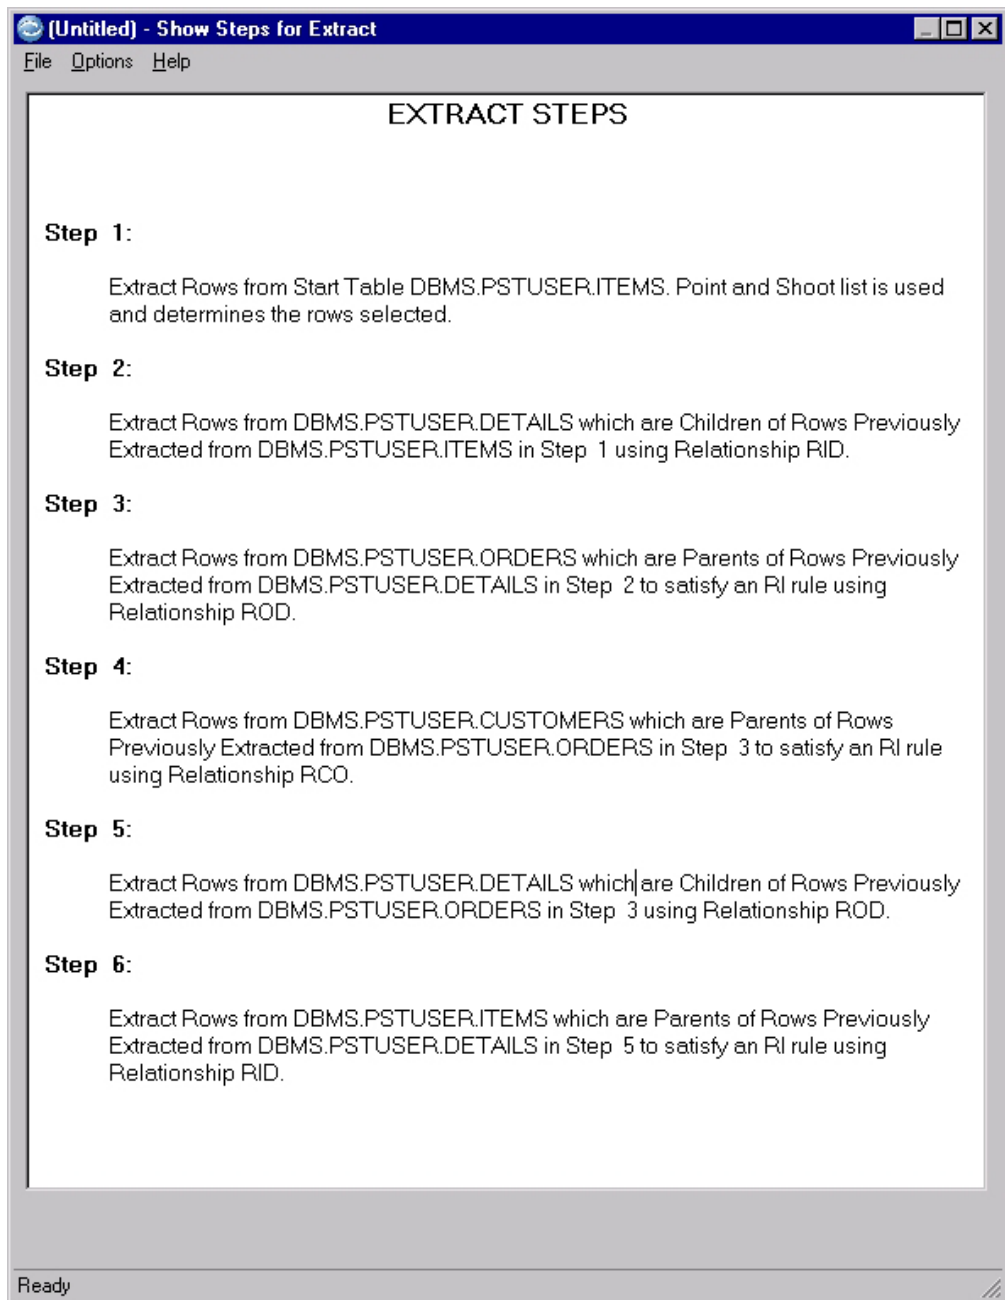 (Untitled) - Show Steps for Extract
File Options Help
EXTRACT STEPS
Step 1:
Extract Rows from Start Table DBMS.PSTUSER.ITEMS. Point and Shoot list is used
and determines the rows selected.
Step 2:
Extract Rows from DBMS.PSTUSER.DETAILS which are Children of Rows Previously
Extracted from DBMS.PSTUSER.ITEMS in Step 1 using Relationship RID.
Step 3:
Extract Rows from DBMS.PSTUSER.ORDERS which are Parents of Rows Previously
Extracted from DBMS.PSTUSER.DETAILS in Step 2 to satisfy an RI rule using
Relationship ROD.
Step 4:
Extract Rows from DBMS.PSTUSER.CUSTOMERS which are Parents of Rows
Previously Extracted from DBMS.PSTUSER.ORDERS in Step 3 to satisfy an RI rule
using Relationship RCO.
Step 5:
Extract Rows from DBMS.PSTUSER.DETAILS which are Children of Rows Previously
Extracted from DBMS.PSTUSER.ORDERS in Step 3 using Relationship ROD.
Step 6:
Extract Rows from DBMS.PSTUSER.ITEMS which are Parents of Rows Previously
Extracted from DBMS.PSTUSER.DETAILS in Step 5 to satisfy an RI rule using
Relationship RID.
Ready